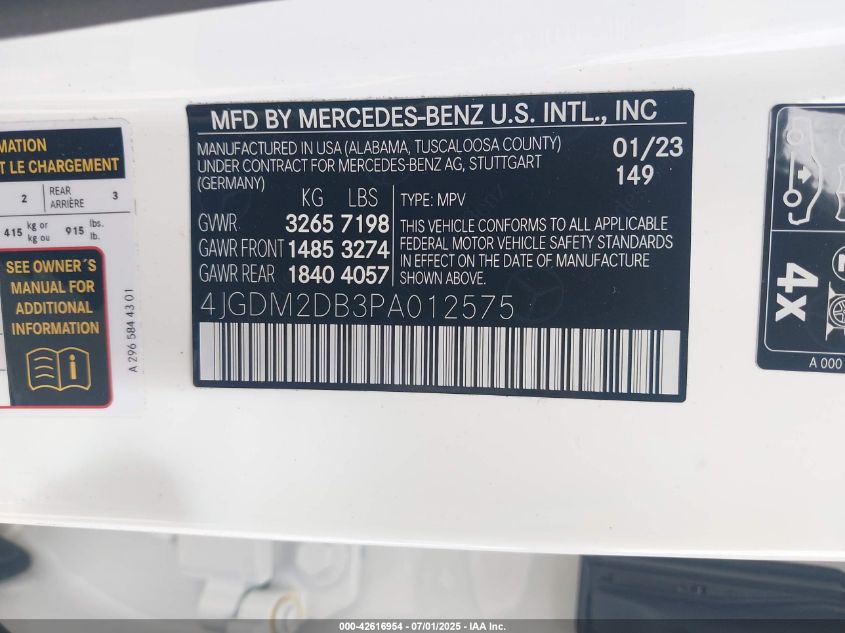 MATION
T LE CHARGEMENT
2 REAR ARRIÈRE 3
415 kg or kg ou 915 lbs. lb.
SEE OWNER´S
MANUAL FOR
ADDITIONAL
INFORMATION
A 296 584 43 01
MFD BY MERCEDES-BENZ U.S. INTL., INC
MANUFACTURED IN USA (ALABAMA, TUSCALOOSA COUNTY)
UNDER CONTRACT FOR MERCEDES-BENZ AG, STUTTGART
(GERMANY)
01/23
149
KG LBS
GVWR 3265 7198
GAWR FRONT 1485 3274
GAWR REAR 1840 4057
TYPE: MPV
THIS VEHICLE CONFORMS TO ALL APPLICABLE
FEDERAL MOTOR VEHICLE SAFETY STANDARDS
IN EFFECT ON THE DATE OF MANUFACTURE
SHOWN ABOVE.
4JGDM2DB3PA012575
4x
A 000
000-42616954 - 07/01/2025 - IAA Inc.